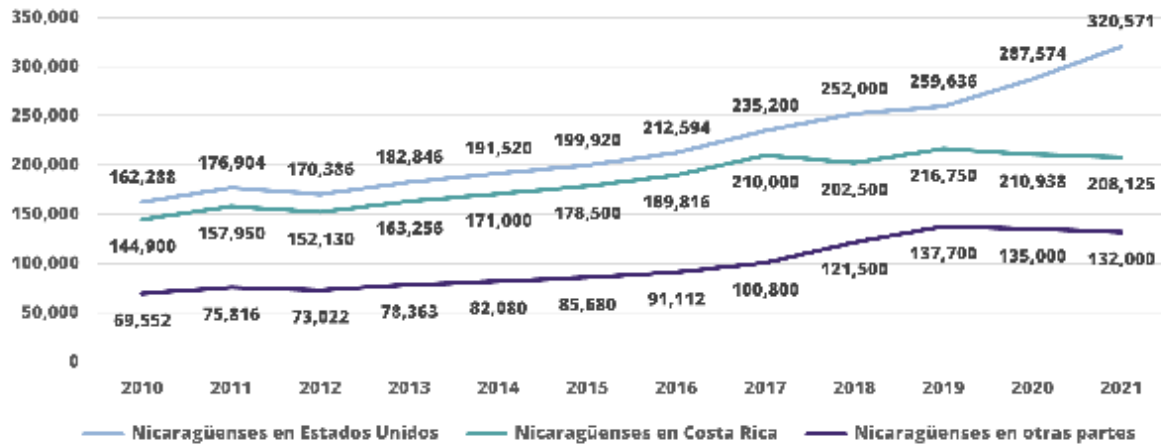 350,000
300,000
250,000
200,000
150,000
100,000
50,000
0
162,288 176,904 170,386 182,846 191,520 199,920 212,594 235,200 252,000 259,636 287,574 320,571
144,900 157,950 152,130 163,256 171,000 178,500 189,816 210,000 202,500 216,750 210,938 208,125
69,552 75,816 73,022 78,363 82,080 85,680 91,112 100,800 121,500 137,700 135,000 132,000
2010 2011 2012 2013 2014 2015 2016 2017 2018 2019 2020 2021
Nicaragüenses en Estados Unidos Nicaragüenses en Costa Rica Nicaragüenses en otras partes